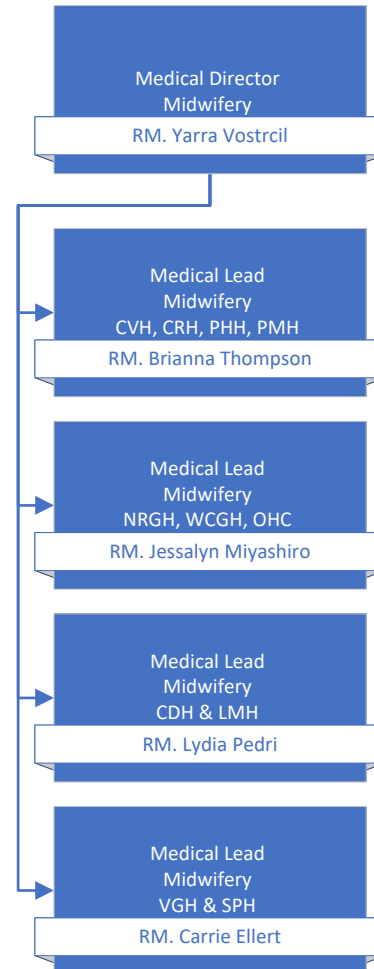 Medical Director
Midwifery
RM. Yarra Vostrcil
Medical Lead
Midwifery
CVH, CRH, PHH, PMH
RM. Brianna Thompson
Medical Lead
Midwifery
NRGH, WCGH, OHC
RM. Jessalyn Miyashiro
Medical Lead
Midwifery
CDH & LMH
RM. Lydia Pedri
Medical Lead
Midwifery
VGH & SPH
RM. Carrie Ellert